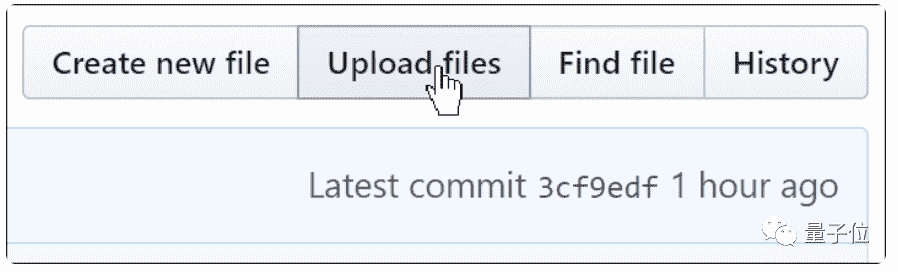 Create new file Upload files Find file History
Latest commit 3cf9edf 1 hour ago
量子位